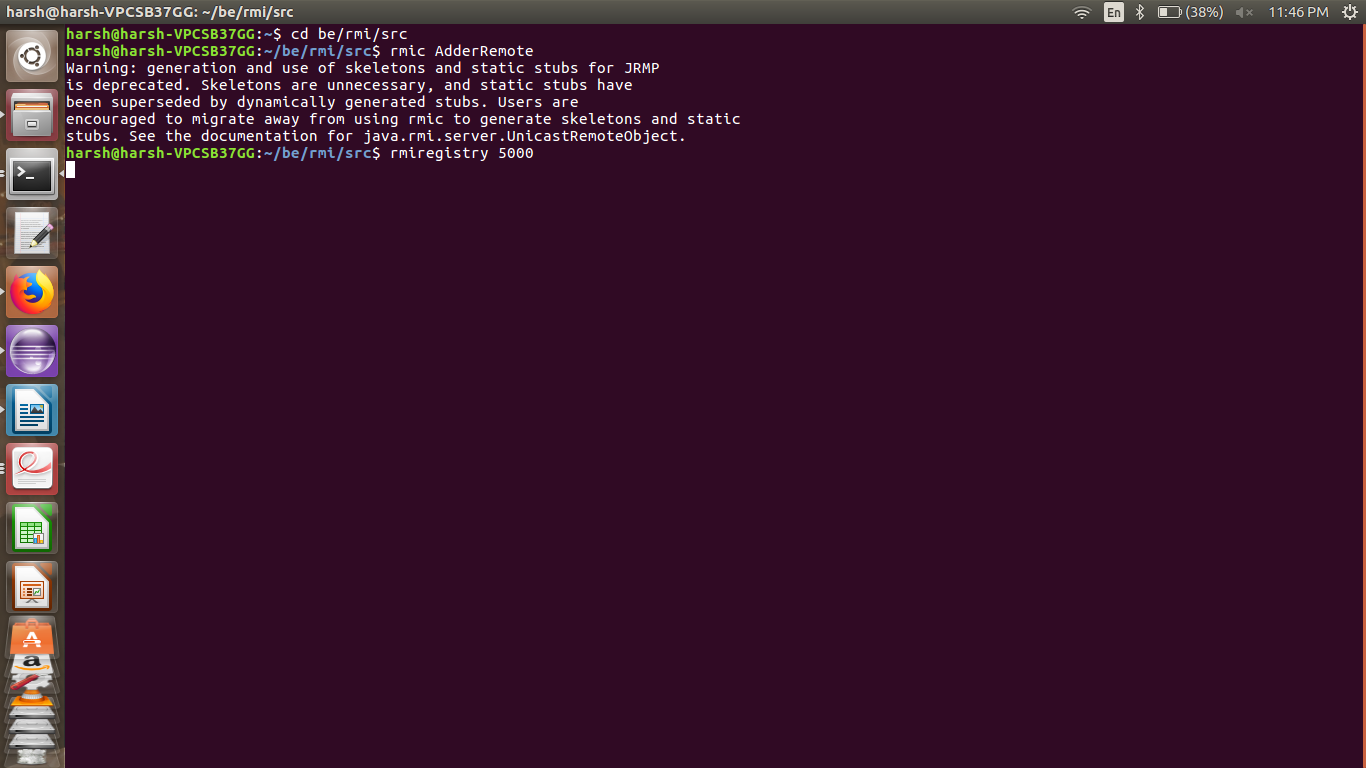 harsh@harsh-VPCSB37GG: ~/be/rmi/src
En
(38%)
11:46 PM
harsh@harsh-VPCSB37GG:~$ cd be/rmi/src
harsh@harsh-VPCSB37GG:~/be/rmi/src$ rmic AdderRemote
Warning: generation and use of skeletons and static stubs for JRMP
is deprecated. Skeletons are unnecessary, and static stubs have
been superseded by dynamically generated stubs. Users are
encouraged to migrate away from using rmic to generate skeletons and static
stubs. See the documentation for java.rmi.server.UnicastRemoteObject.
harsh@harsh-VPCSB37GG:~/be/rmi/src$ rmiregistry 5000